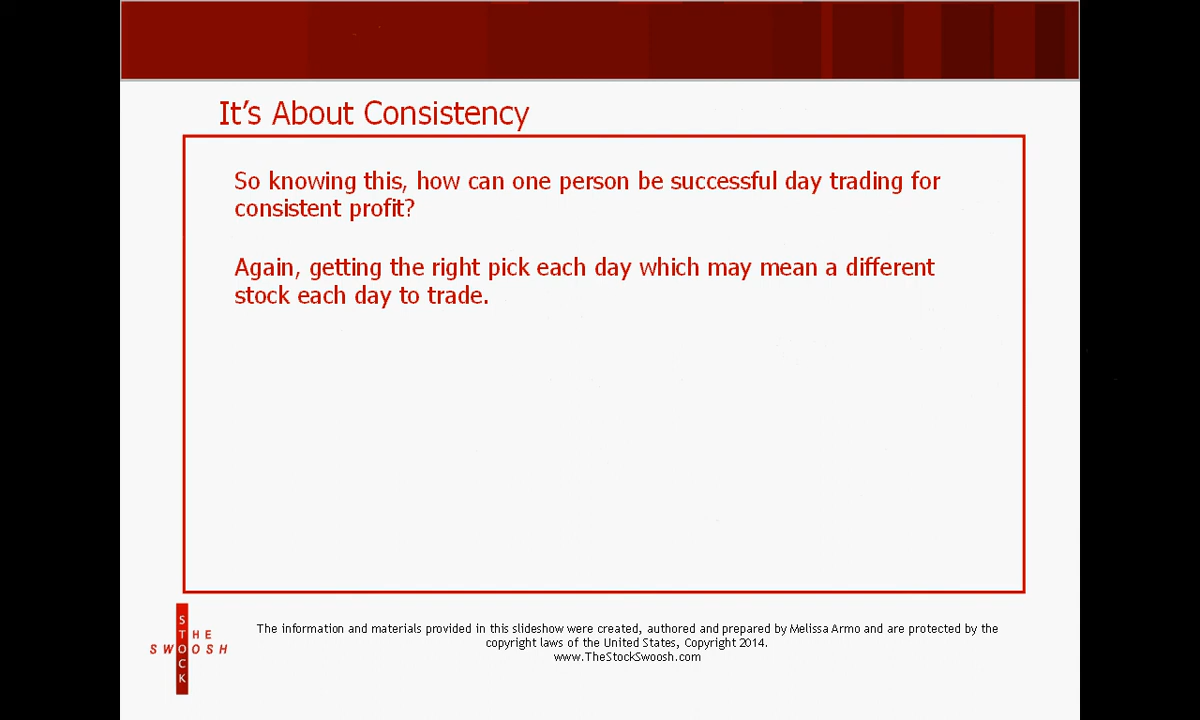 It's About Consistency
So knowing this, how can one person be successful day trading for
consistent profit?
Again, getting the right pick each day which may mean a different
stock each day to trade.
THE
STOCK
SWOOSH
The information and materials provided in this slideshow were created, authored and prepared by Melissa Armo and are protected by the
copyright laws of the United States, Copyright 2014.
www.TheStockSwoosh.com